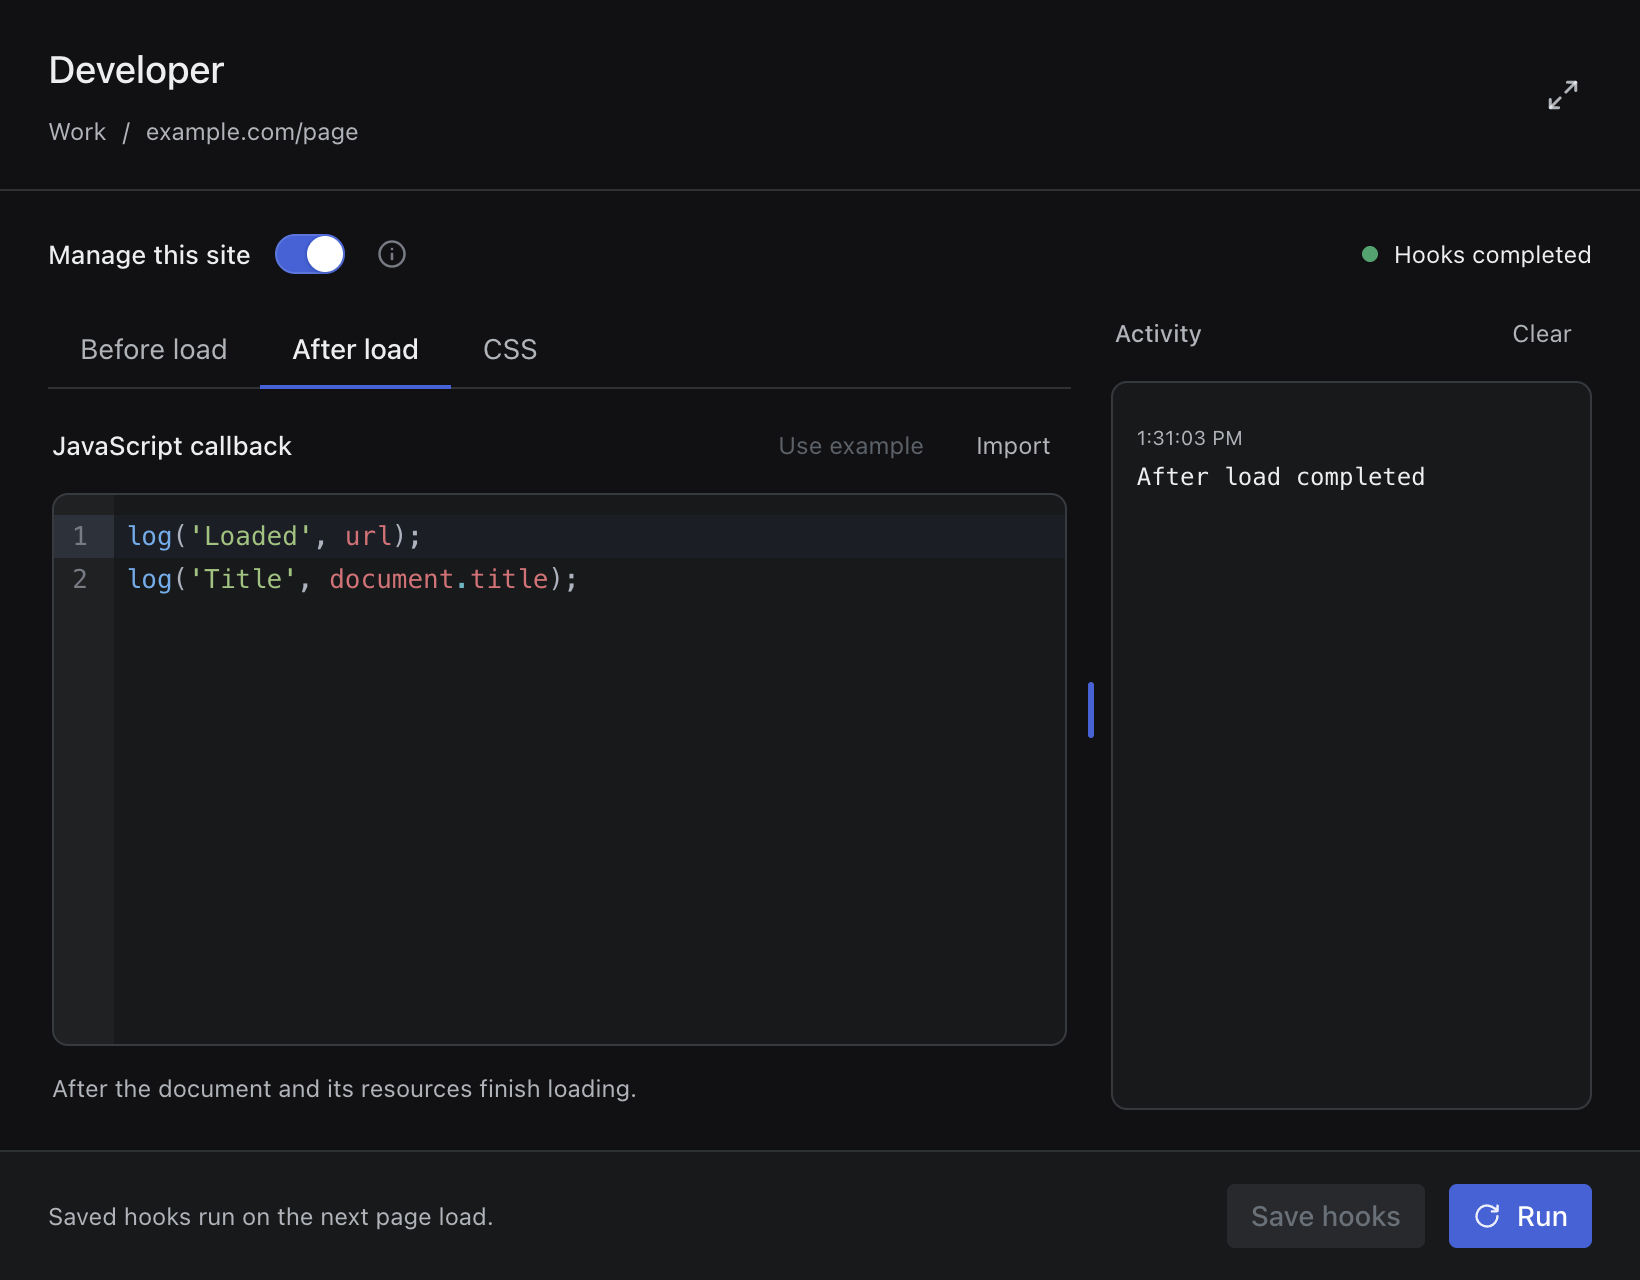 Developer
Work / example.com/page
Manage this site
Hooks completed
Before load After load CSS
Activity Clear
JavaScript callback Use example Import
1 log('Loaded', url);
2 log('Title', document.title);
1:31:03 PM
After load completed
After the document and its resources finish loading.
Saved hooks run on the next page load.
Save hooks Run